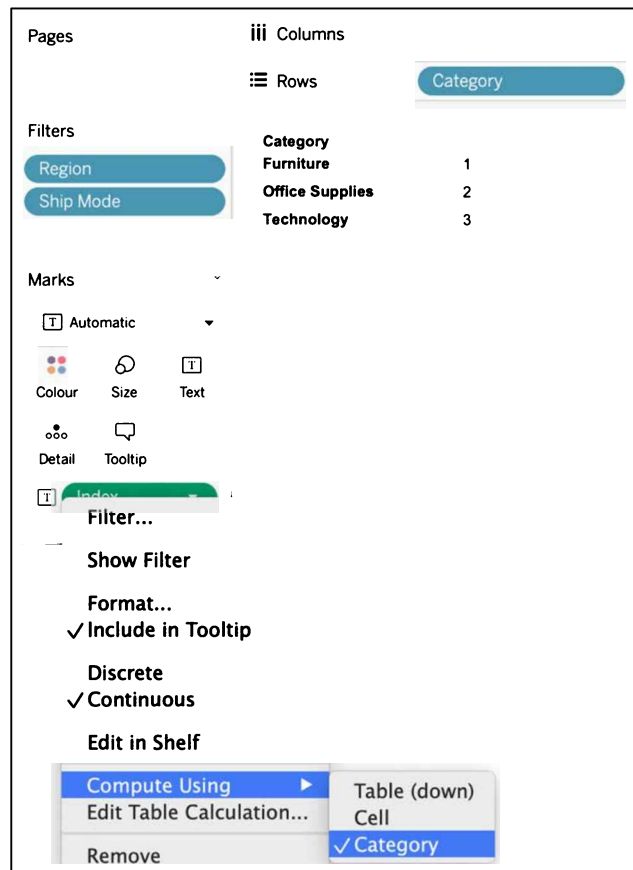 Pages
Columns
Rows
Category
Filters
Region
Ship Mode
Category
Furniture 1
Office Supplies 2
Technology 3
Marks
T Automatic
Colour Size T Text
Detail Tooltip
T Index
Filter...
Show Filter
Format...
✓ Include in Tooltip
Discrete
✓ Continuous
Edit in Shelf
Compute Using
Edit Table Calculation...
Remove
Table (down)
Cell
✓ Category